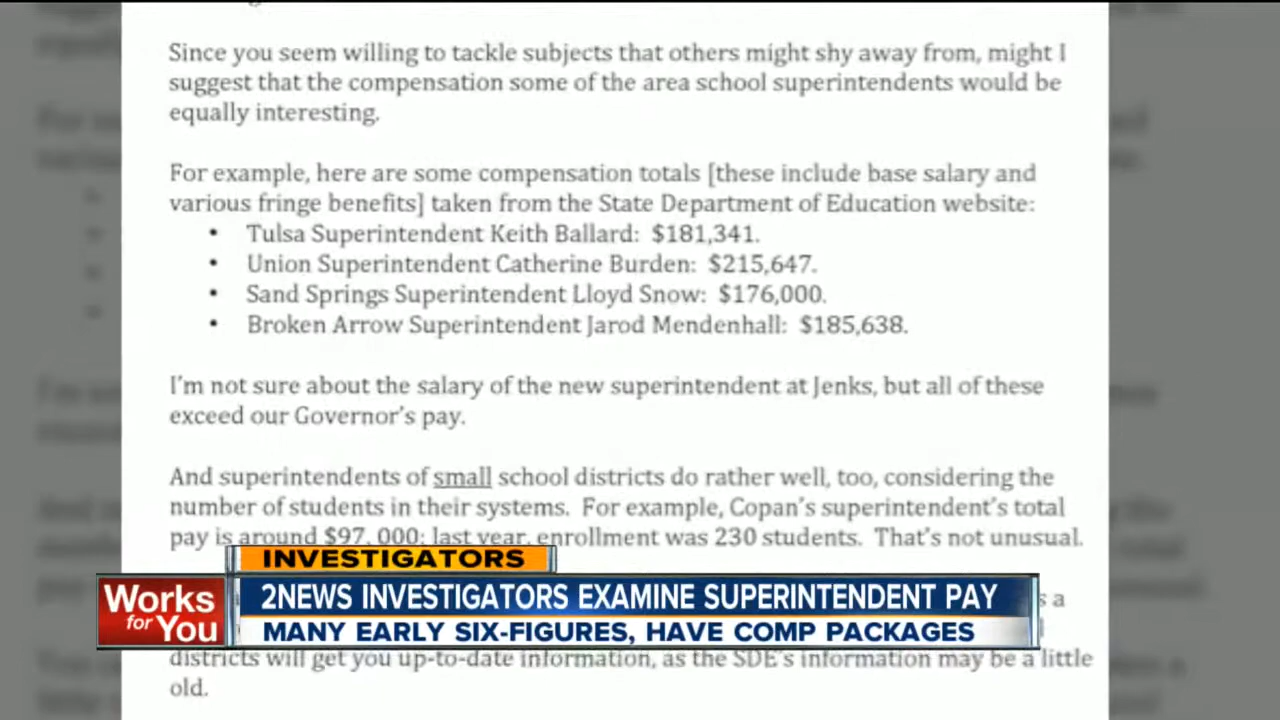 Since you seem willing to tackle subjects that others might shy away from, might I
suggest that the compensation some of the area school superintendents would be
equally interesting.
For example, here are some compensation totals [these include base salary and
various fringe benefits] taken from the State Department of Education website:
• Tulsa Superintendent Keith Ballard: $181,341.
• Union Superintendent Catherine Burden: $215,647.
• Sand Springs Superintendent Lloyd Snow: $176,000.
• Broken Arrow Superintendent Jarod Mendenhall: $185,638.
I'm not sure about the salary of the new superintendent at Jenks, but all of these
exceed our Governor's pay.
And superintendents of small school districts do rather well, too, considering the
number of students in their systems. For example, Copan's superintendent's total
pay is around $97,000; last year, enrollment was 230 students. That's not unusual.
INVESTIGATORS
Works
for
You
2NEWS INVESTIGATORS EXAMINE SUPERINTENDENT PAY
MANY EARLY SIX-FIGURES, HAVE COMP PACKAGES
s a
districts will get you up-to-date information, as the SDE's information may be a little
old.